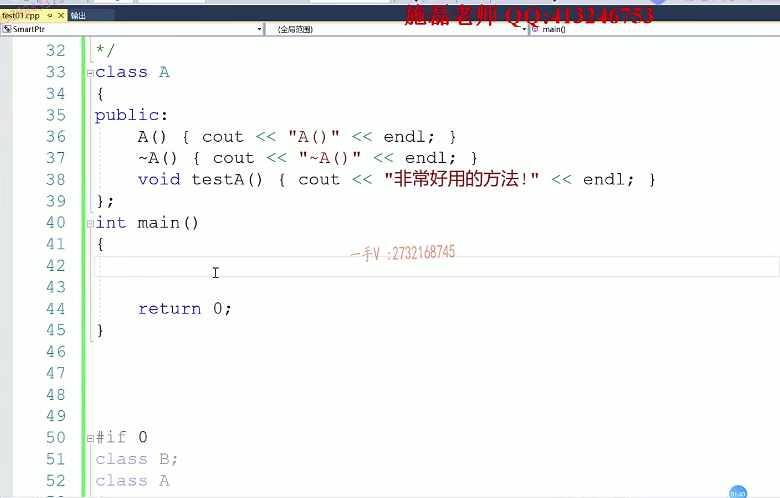 施磊老师 QQ:413246753
test01.cpp 输出
SmartPtr (全局范围) main()
32 */
33 class A
34 {
35 public:
36 A() { cout << "A()" << endl; }
37 ~A() { cout << "~A()" << endl; }
38 void testA() { cout << "非常好用的方法!" << endl; }
39 };
40 int main()
41 {
一手V :2732168745
42
43
44 return 0;
45 }
46
47
48
49
50 #if 0
51 class B;
52 class A
01:40